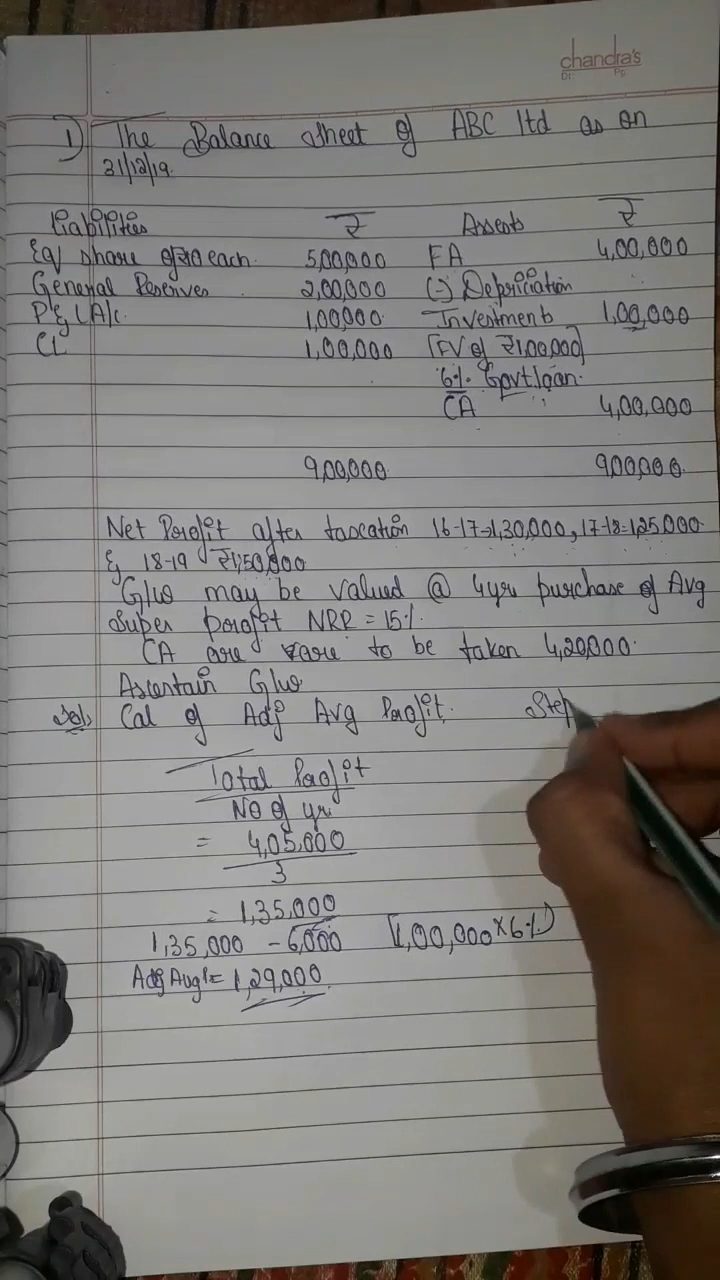 chandra's
Dt: Pg:
1) The Balance Sheet of ABC ltd as on
31/12/19.
Liabilities ₹ Assets ₹
Eq share of each. 5,00,000 FA 4,00,000
General Reserves 2,00,000 (-) Depriciation
P & L A/c. 1,00,000 Investment 1,00,000
CL 1,00,000 [FV of ₹1,00,000]
6% Govt. loan.
CA 4,00,000
9,00,000 9,00,000
Net Profit after taxation 16-17=1,30,000, 17-18=1,25,000
& 18-19 ₹1,50,000
G/w may be valued @ 4yr purchase of Avg
Super profit NRR = 15%.
CA are to be taken 4,20,000.
Ascertain G/w
Sol: Cal of Adj Avg Profit. Step
Total Profit
No of yr
= 4,05,000
3
= 1,35,000
1,35,000 - 6,000 [1,00,000 × 6%]
Adj Avg = 1,29,000